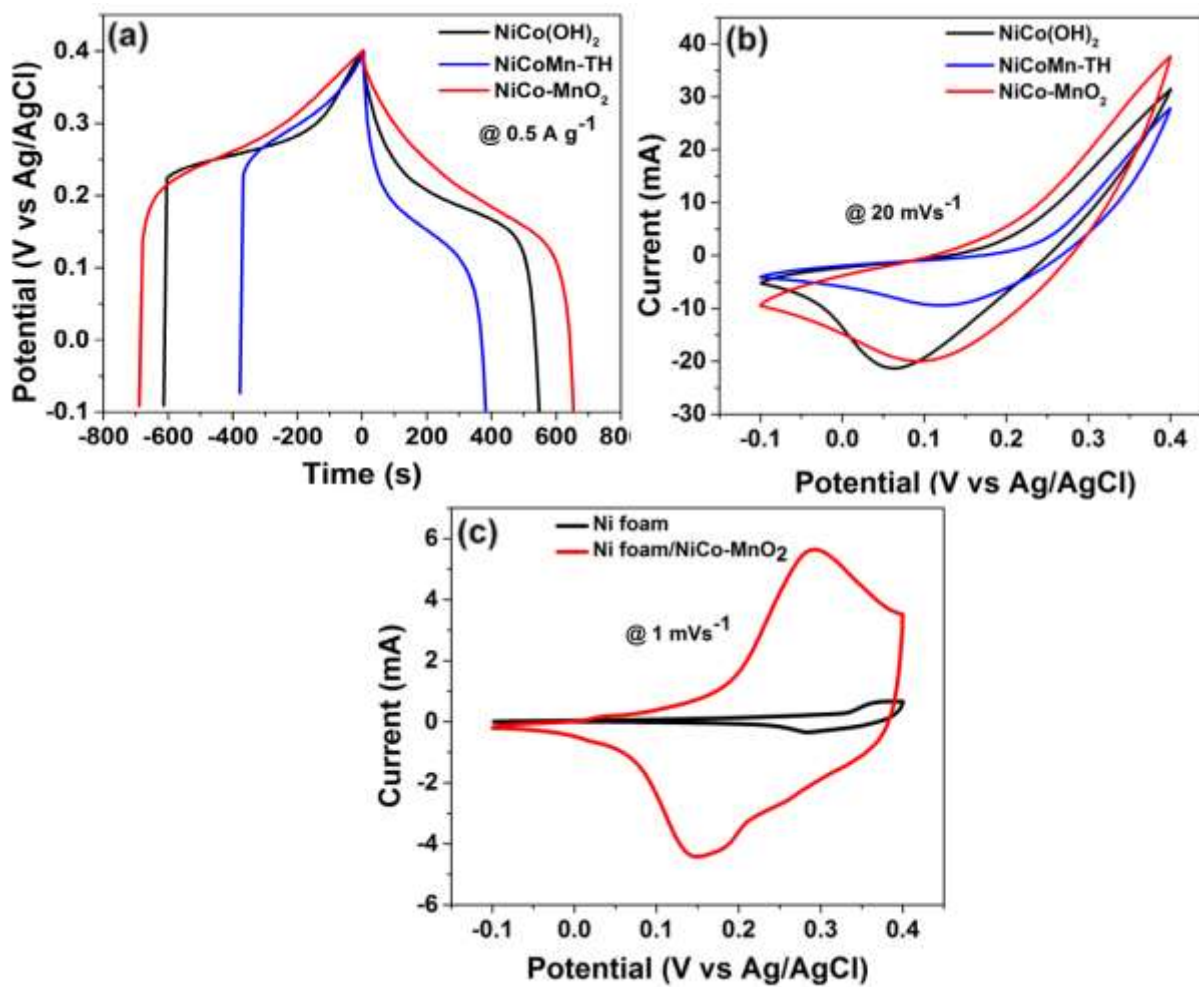 (a)
NiCo(OH)₂
NiCoMn-TH
NiCo-MnO₂
@ 0.5 A g⁻¹
Potential (V vs Ag/AgCl)
0.4
0.3
0.2
0.1
0.0
-0.1
-800 -600 -400 -200 0 200 400 600 800
Time (s)
(b)
NiCo(OH)₂
NiCoMn-TH
NiCo-MnO₂
@ 20 mVs⁻¹
Current (mA)
40
30
20
10
0
-10
-20
-30
-0.1 0.0 0.1 0.2 0.3 0.4
Potential (V vs Ag/AgCl)
(c)
Ni foam
Ni foam/NiCo-MnO₂
@ 1 mVs⁻¹
Current (mA)
6
4
2
0
-2
-4
-6
-0.1 0.0 0.1 0.2 0.3 0.4
Potential (V vs Ag/AgCl)